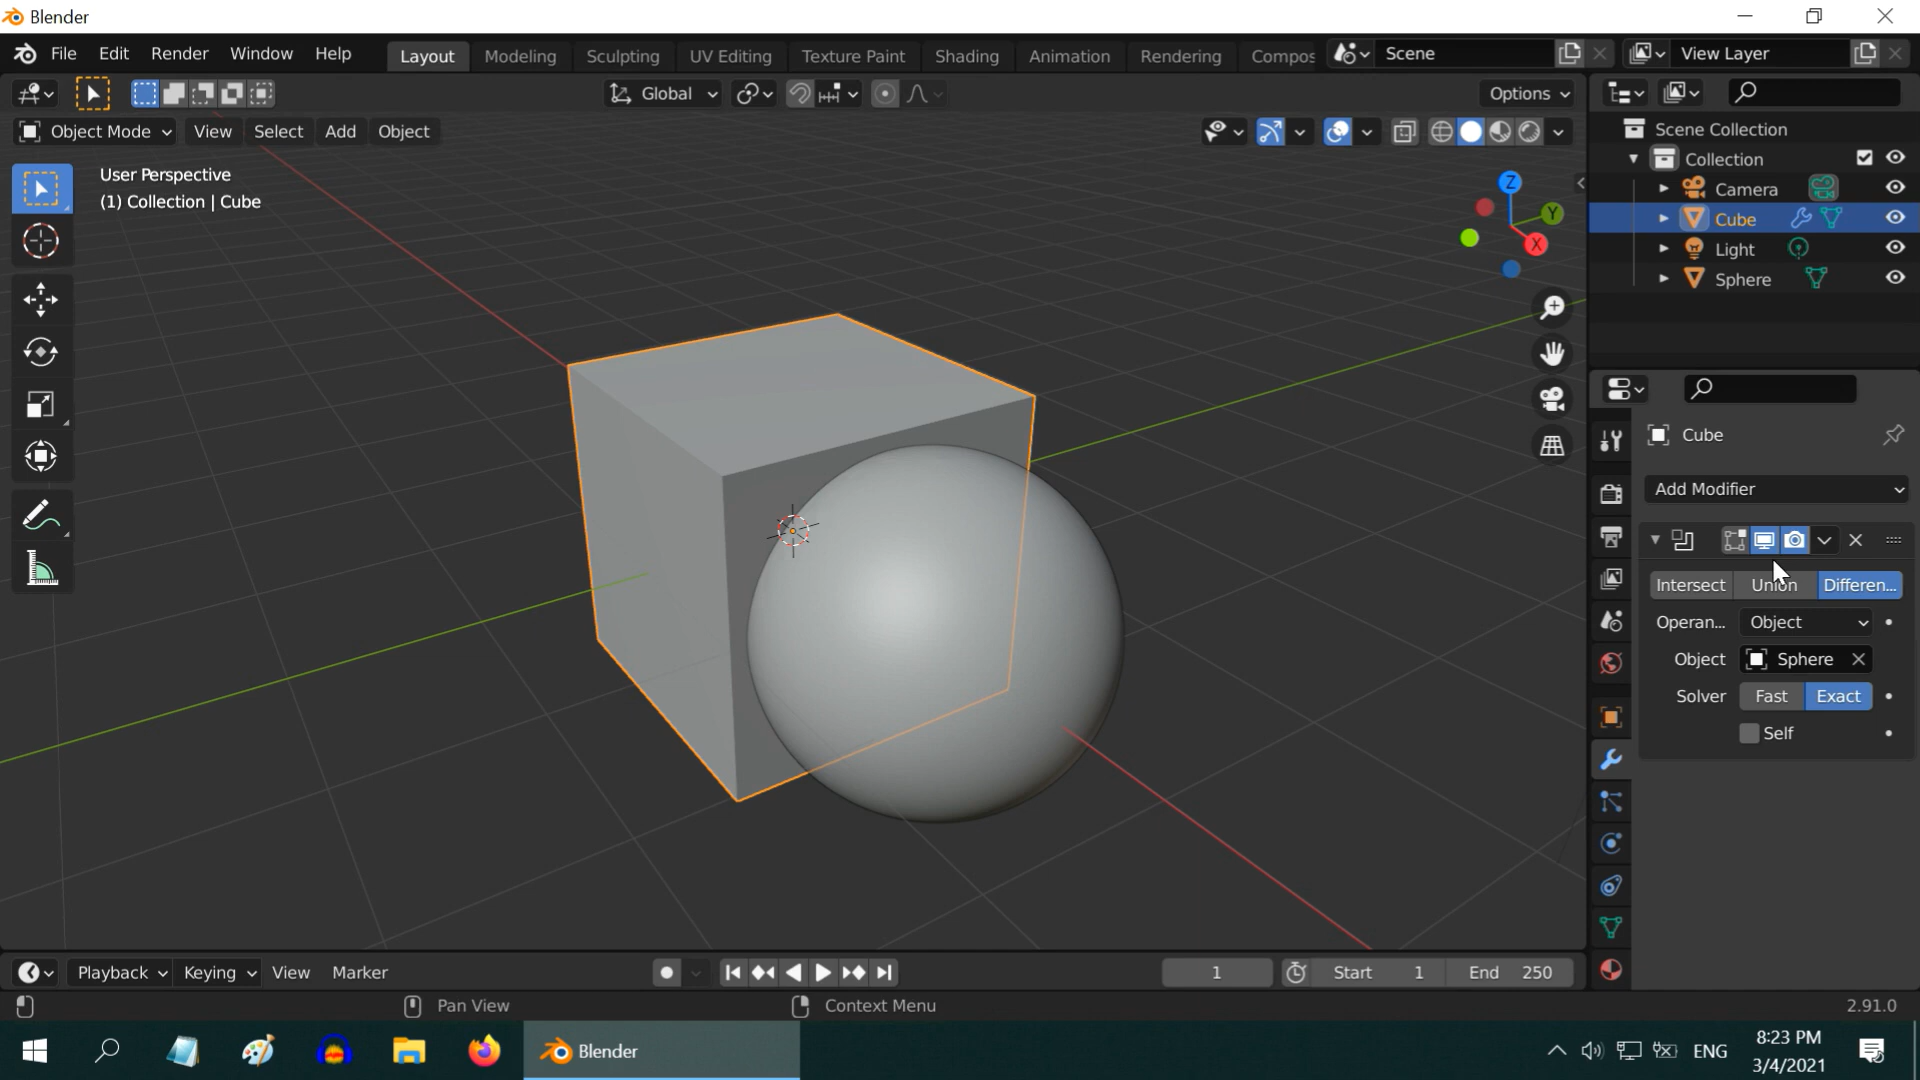 Blender
File Edit Render Window Help Layout Modeling Sculpting UV Editing Texture Paint Shading Animation Rendering Compos Scene View Layer
Global Options
Object Mode View Select Add Object
User Perspective
(1) Collection | Cube
Z
Y
X
Scene Collection
Collection
Camera
Cube
Light
Sphere
Cube
Add Modifier
Intersect Union Differen...
Operan... Object
Object Sphere
Solver Fast Exact
Self
Playback Keying View Marker 1 Start 1 End 250
Pan View Context Menu 2.91.0
Blender ENG 8:23 PM
3/4/2021